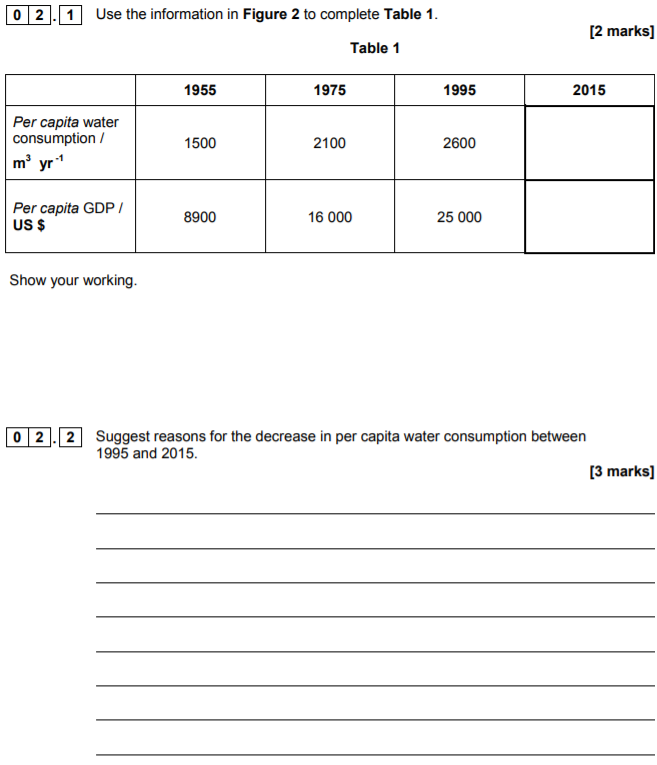 0 2 . 1 Use the information in Figure 2 to complete Table 1.
[2 marks]
Table 1
1955 1975 1995 2015
Per capita water
consumption /
m³ yr⁻¹
1500 2100 2600
Per capita GDP /
US $
8900 16 000 25 000
Show your working.
0 2 . 2 Suggest reasons for the decrease in per capita water consumption between
1995 and 2015.
[3 marks]